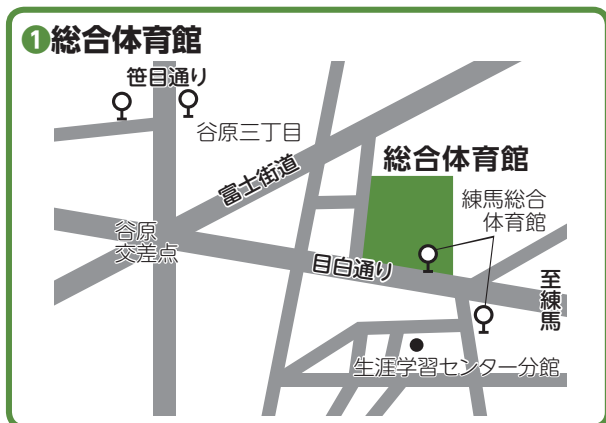 ❶総合体育館
笹目通り
谷原三丁目
総合体育館
富士街道
練馬総合
体育館
谷原
交差点
目白通り
至練馬
生涯学習センター分館